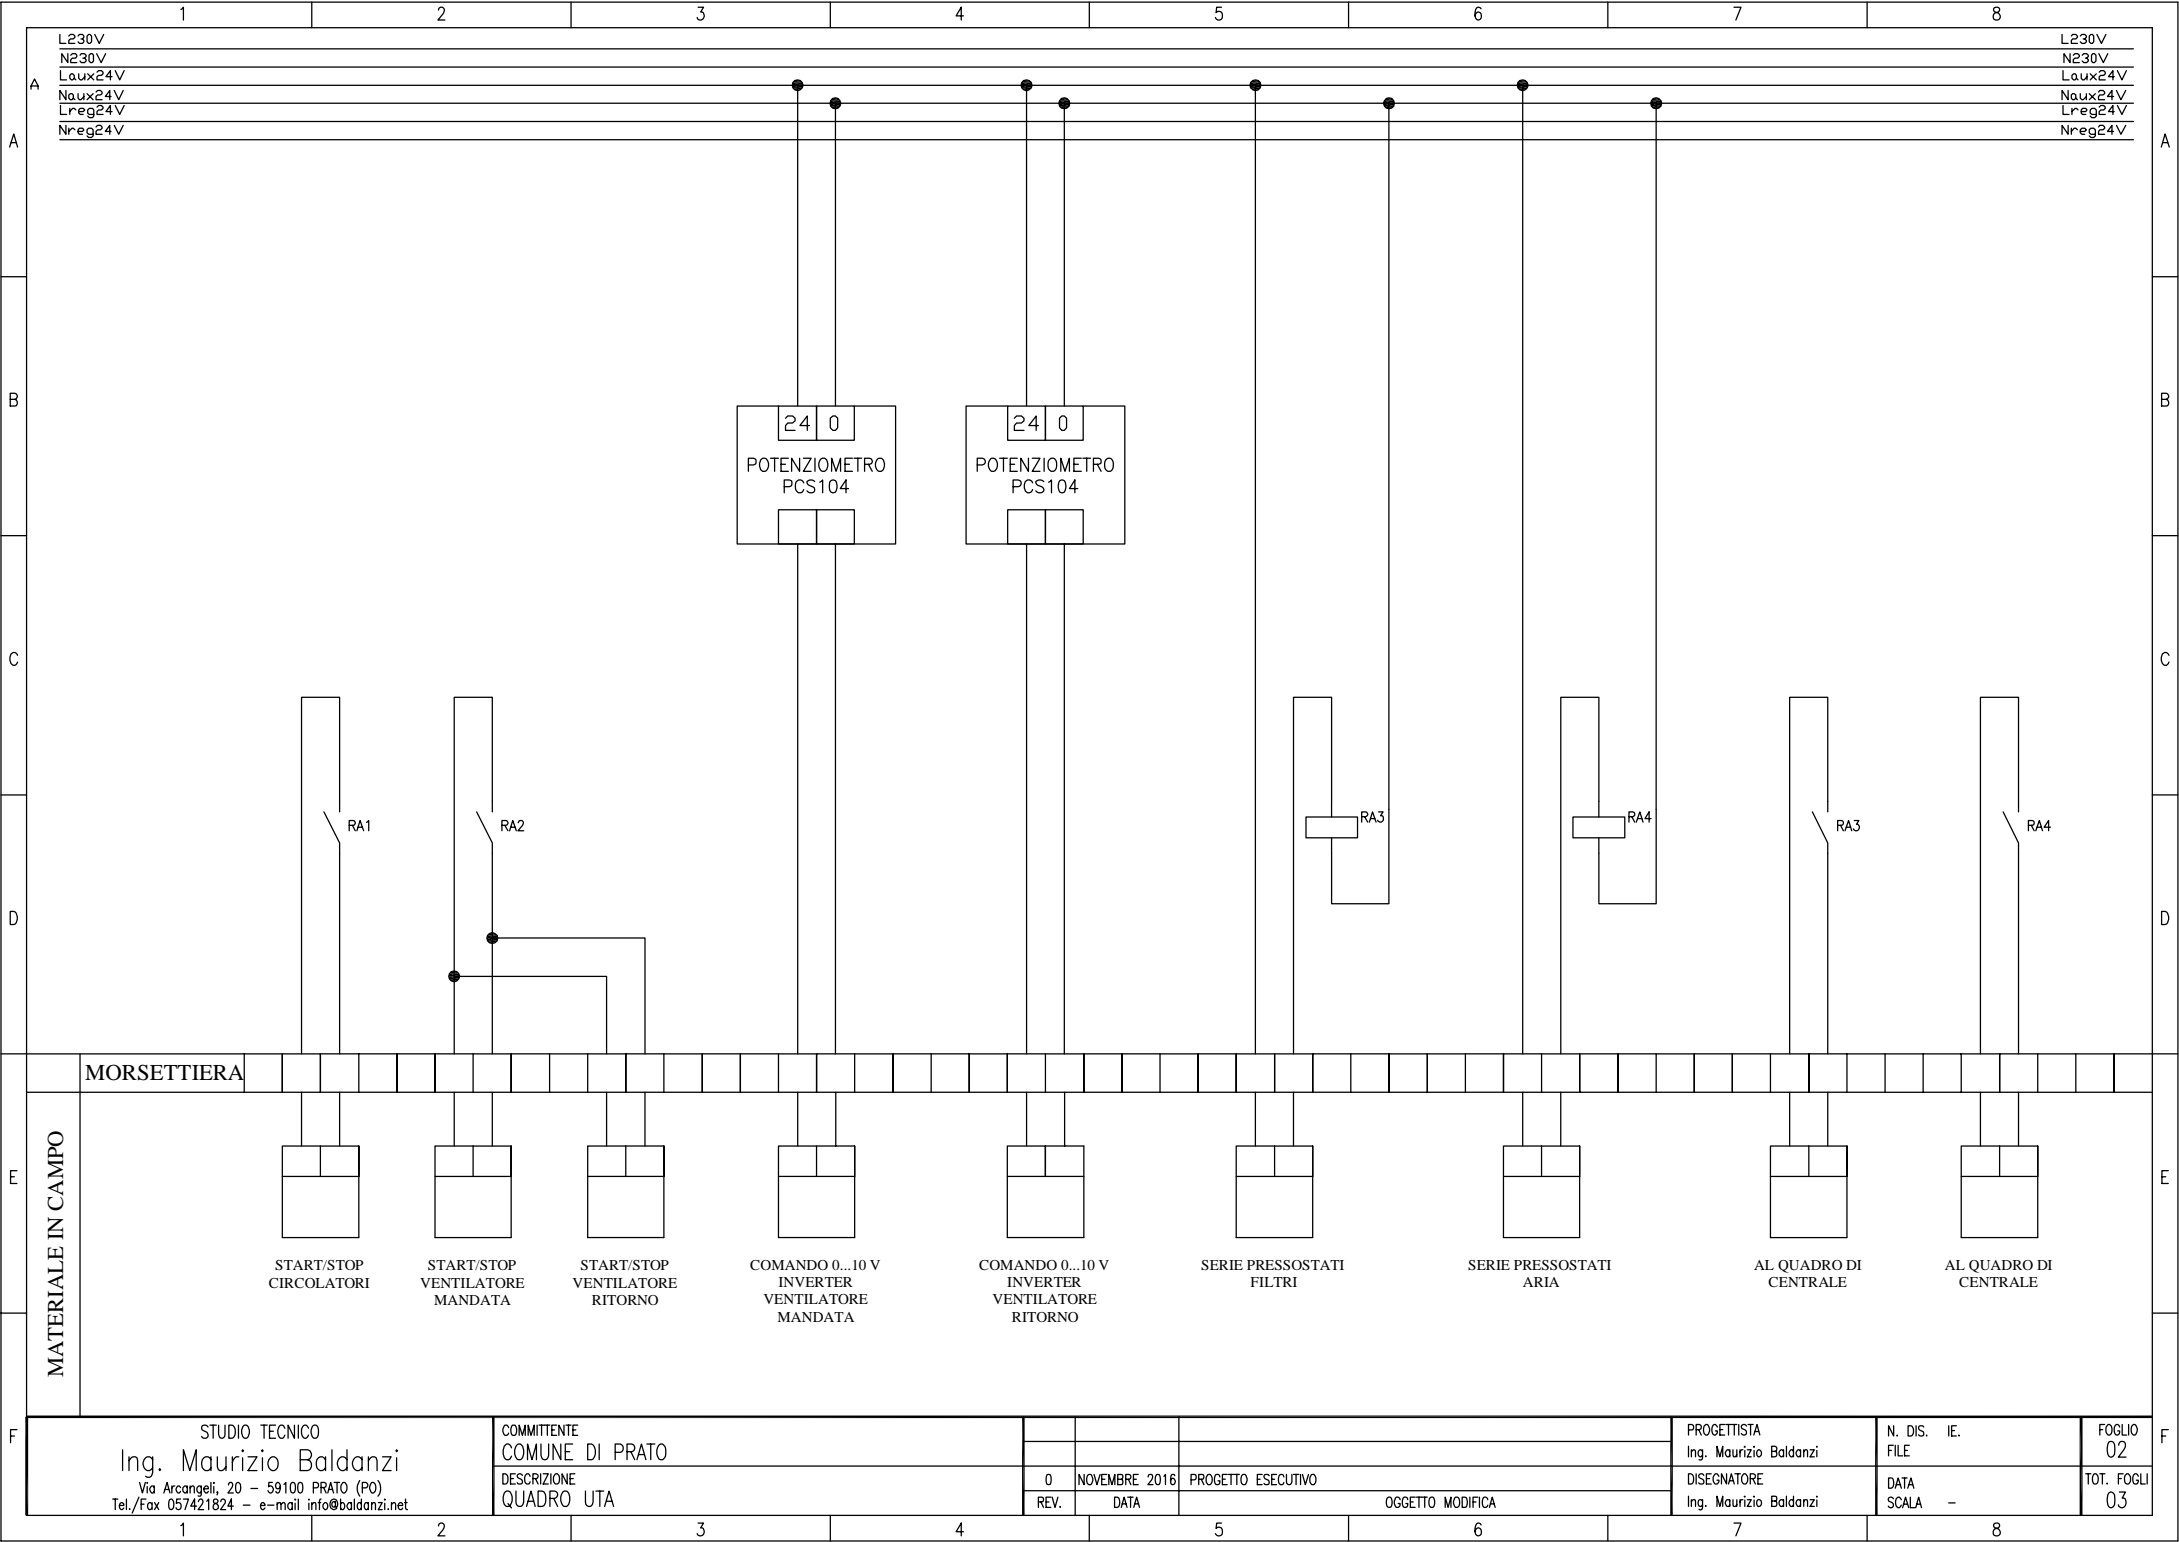 1 2 3 4 5 6 7 8
L230V L230V
N230V N230V
Laux24V Laux24V
A
Naux24V Naux24V
Lreg24V Lreg24V
Nreg24V Nreg24V
A A
B B
24 0 24 0
POTENZIOMETRO POTENZIOMETRO
PCS104 PCS104
C C
RA3 RA4
RA1 RA2 RA3 RA4
D D
MORSETTIERA
MATERIALE IN CAMPO
E E
START/STOP
CIRCOLATORI
START/STOP
VENTILATORE
MANDATA
START/STOP
VENTILATORE
RITORNO
COMANDO 0...10 V
INVERTER
VENTILATORE
MANDATA
COMANDO 0...10 V
INVERTER
VENTILATORE
RITORNO
SERIE PRESSOSTATI
FILTRI
SERIE PRESSOSTATI
ARIA
AL QUADRO DI
CENTRALE
AL QUADRO DI
CENTRALE
F F
STUDIO TECNICO
Ing. Maurizio Baldanzi
Via Arcangeli, 20 – 59100 PRATO (PO)
Tel./Fax 057421824 – e-mail info@baldanzi.net
COMMITTENTE
COMUNE DI PRATO
DESCRIZIONE
QUADRO UTA
0 NOVEMBRE 2016 PROGETTO ESECUTIVO
REV. DATA OGGETTO MODIFICA
PROGETTISTA
Ing. Maurizio Baldanzi
DISEGNATORE
Ing. Maurizio Baldanzi
N. DIS. IE.
FILE
DATA
SCALA –
FOGLIO
02
TOT. FOGLI
03
1 2 3 4 5 6 7 8